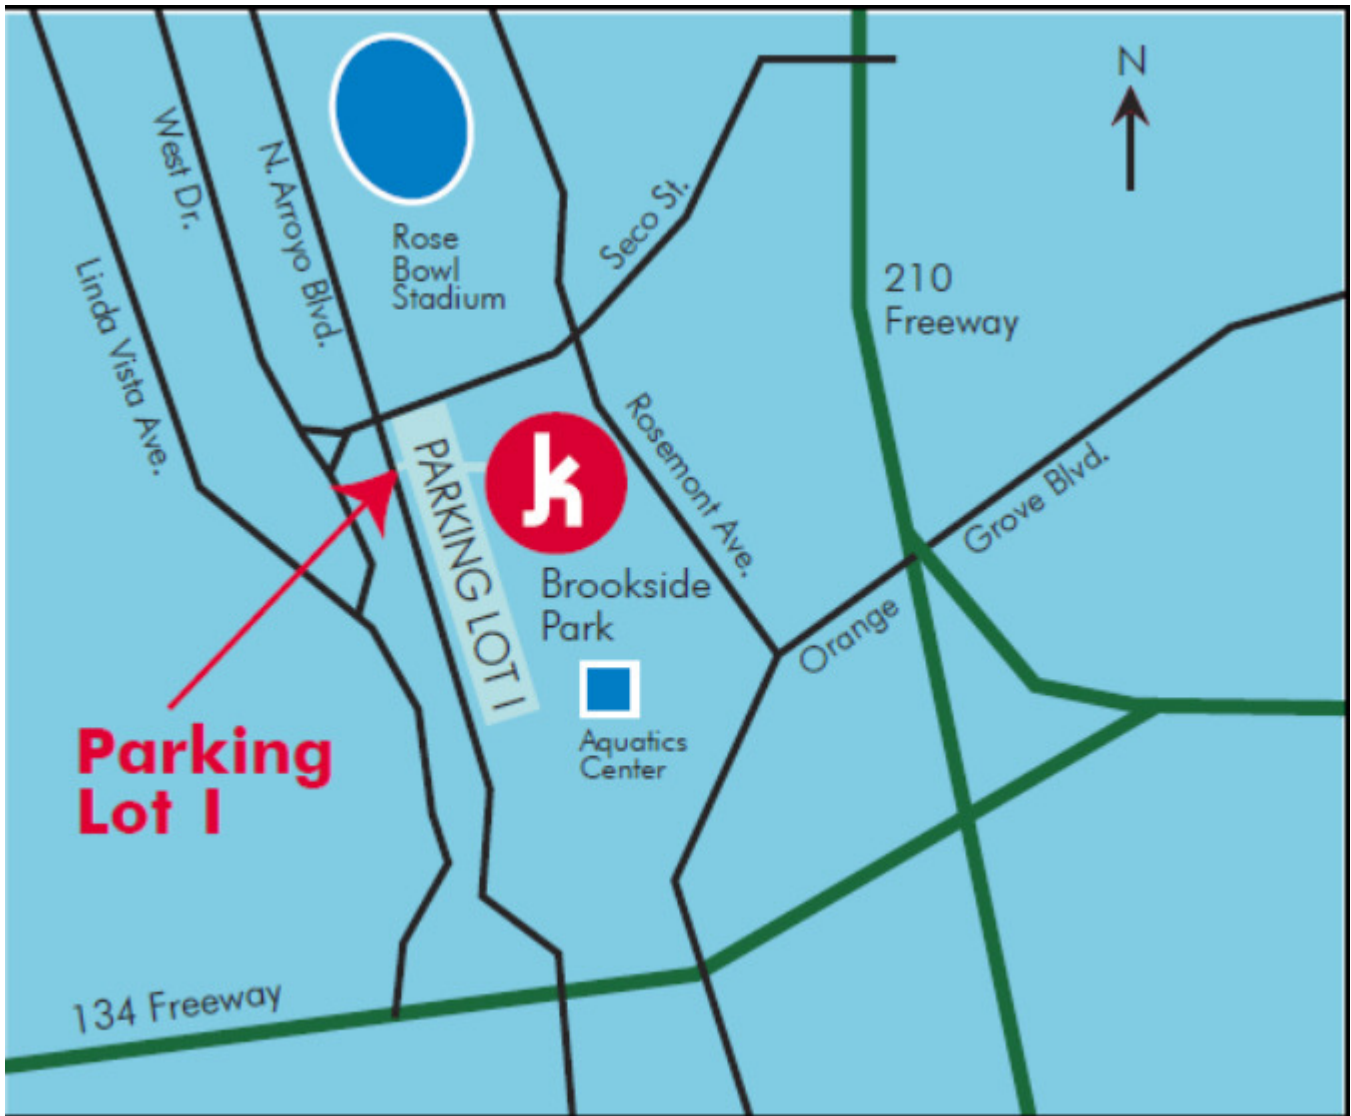 N
West Dr.
N. Arroyo Blvd.
Seco St.
Rose
Bowl
Stadium
Linda Vista Ave.
210
Freeway
Rosemont Ave.
PARKING LOT I
Grove Blvd.
Brookside
Park
Orange
Aquatics
Center
Parking
Lot I
134 Freeway